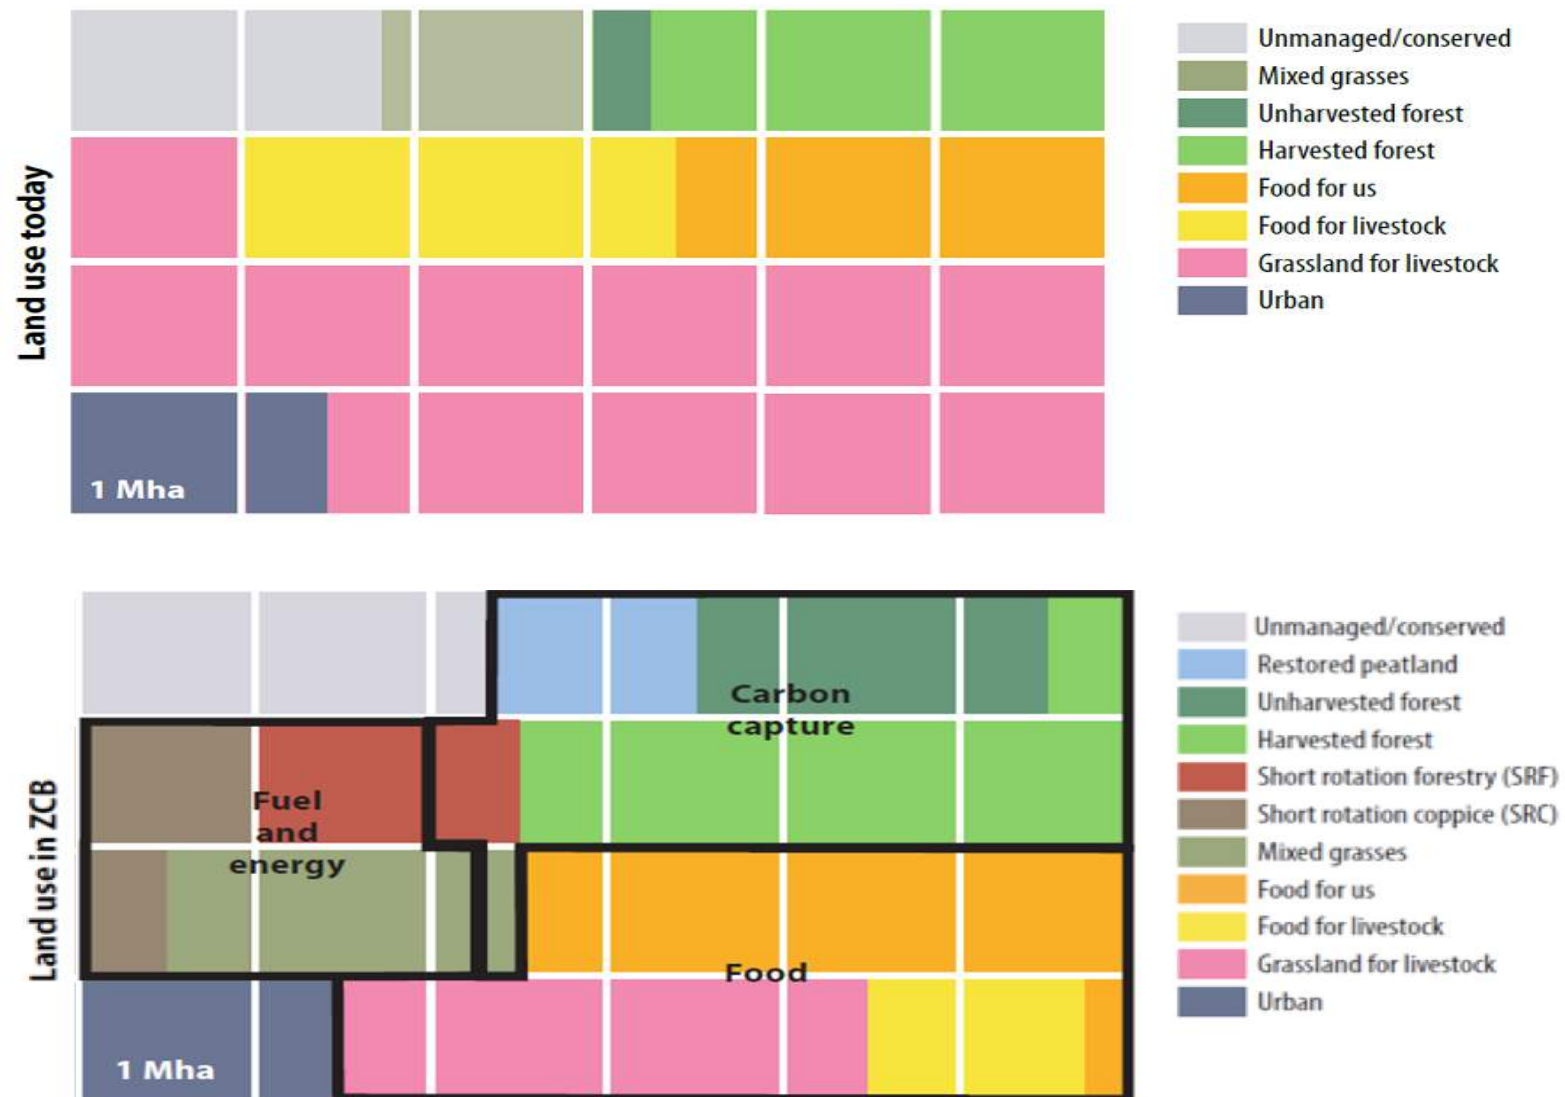 Land use today
1 Mha
Unmanaged/conserved
Mixed grasses
Unharvested forest
Harvested forest
Food for us
Food for livestock
Grassland for livestock
Urban
Land use in ZCB
Carbon
capture
Fuel
and
energy
Food
1 Mha
Unmanaged/conserved
Restored peatland
Unharvested forest
Harvested forest
Short rotation forestry (SRF)
Short rotation coppice (SRC)
Mixed grasses
Food for us
Food for livestock
Grassland for livestock
Urban